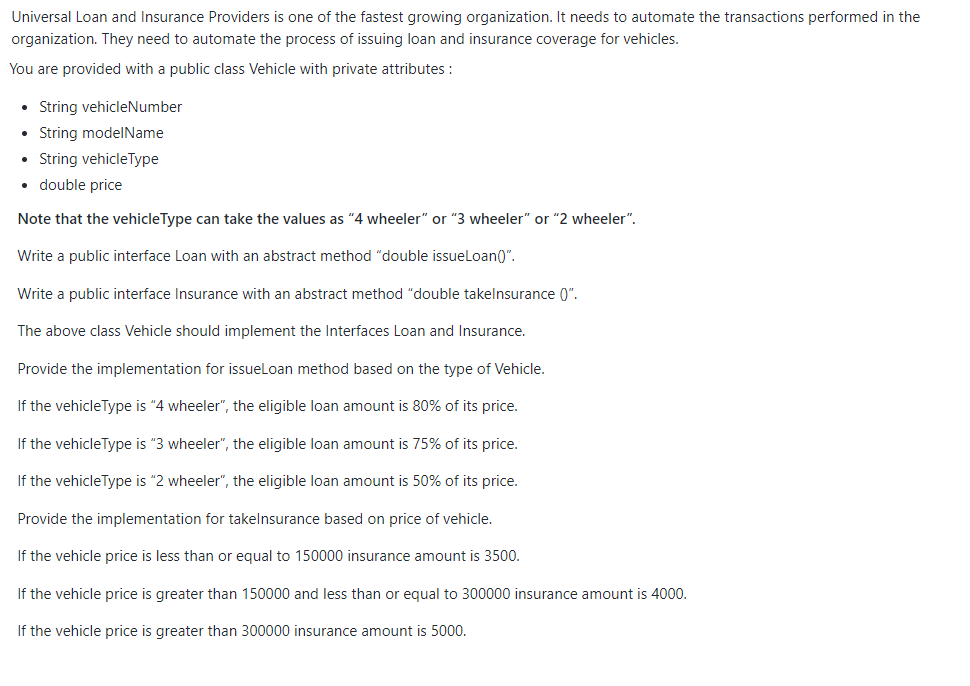 Universal Loan and Insurance Providers is one of the fastest growing organization. It needs to automate the transactions performed in the
organization. They need to automate the process of issuing loan and insurance coverage for vehicles.
You are provided with a public class Vehicle with private attributes :
• String vehicleNumber
• String modelName
• String vehicleType
• double price
Note that the vehicleType can take the values as “4 wheeler” or “3 wheeler” or “2 wheeler”.
Write a public interface Loan with an abstract method “double issueLoan()”.
Write a public interface Insurance with an abstract method “double takeInsurance ()”.
The above class Vehicle should implement the Interfaces Loan and Insurance.
Provide the implementation for issueLoan method based on the type of Vehicle.
If the vehicleType is “4 wheeler”, the eligible loan amount is 80% of its price.
If the vehicleType is “3 wheeler”, the eligible loan amount is 75% of its price.
If the vehicleType is “2 wheeler”, the eligible loan amount is 50% of its price.
Provide the implementation for takeInsurance based on price of vehicle.
If the vehicle price is less than or equal to 150000 insurance amount is 3500.
If the vehicle price is greater than 150000 and less than or equal to 300000 insurance amount is 4000.
If the vehicle price is greater than 300000 insurance amount is 5000.